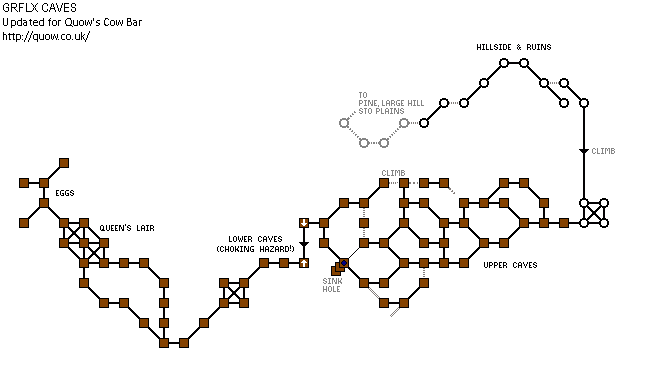 GRFLX CAVES
Updated for Quow's Cow Bar
http://quow.co.uk/
HILLSIDE & RUINS
TO
PINE, LARGE HILL
STO PLAINS
CLIMB
CLIMB
EGGS
QUEEN'S LAIR
LOWER CAVES
(CHOKING HAZARD!)
UPPER CAVES
SINK
HOLE